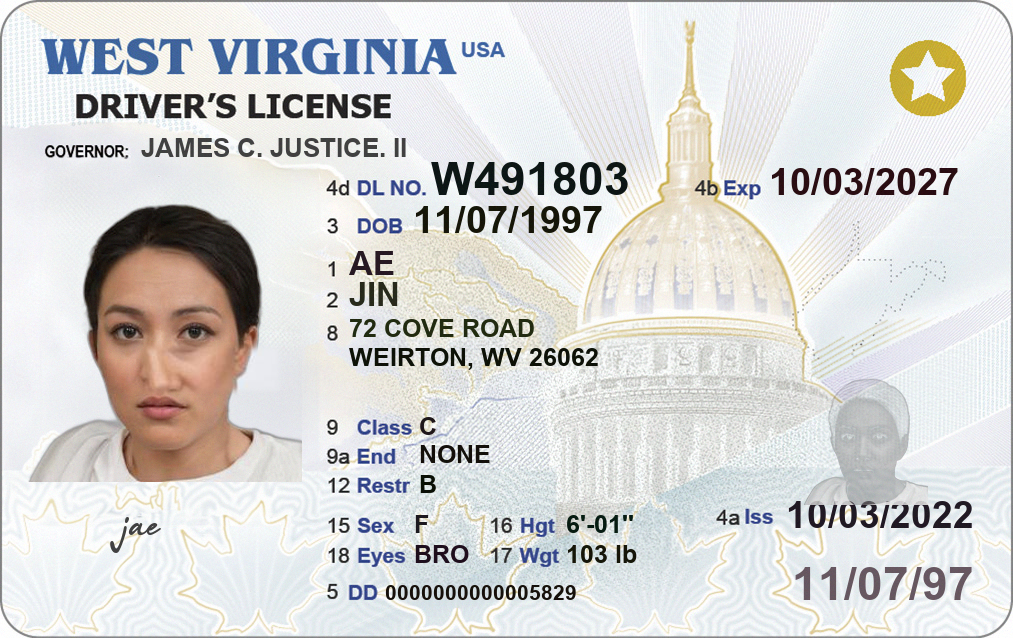 WEST VIRGINIA USA
DRIVER'S LICENSE
GOVERNOR: JAMES C. JUSTICE. II
4d DL NO. W491803 4b Exp 10/03/2027
3 DOB 11/07/1997
1 AE
2 JIN
8 72 COVE ROAD
WEIRTON, WV 26062
9 Class C
9a End NONE
12 Restr B
15 Sex F 16 Hgt 6'-01" 4a Iss 10/03/2022
18 Eyes BRO 17 Wgt 103 lb
5 DD 0000000000005829
11/07/97
jae